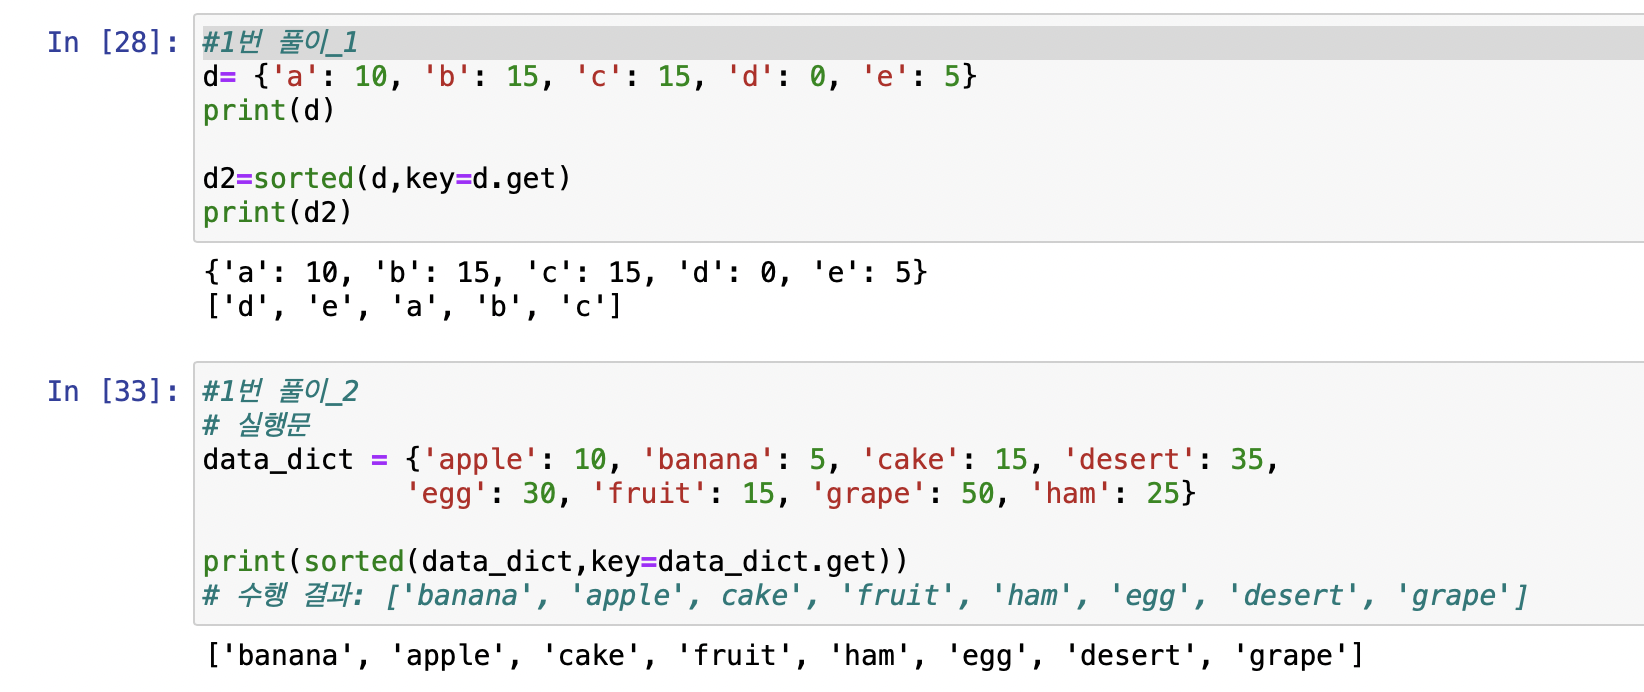 In [28]: #1번 풀이_1
d= {'a': 10, 'b': 15, 'c': 15, 'd': 0, 'e': 5}
print(d)
d2=sorted(d,key=d.get)
print(d2)
{'a': 10, 'b': 15, 'c': 15, 'd': 0, 'e': 5}
['d', 'e', 'a', 'b', 'c']
In [33]: #1번 풀이_2
# 실행문
data_dict = {'apple': 10, 'banana': 5, 'cake': 15, 'desert': 35,
'egg': 30, 'fruit': 15, 'grape': 50, 'ham': 25}
print(sorted(data_dict,key=data_dict.get))
# 수행 결과: ['banana', 'apple', cake', 'fruit', 'ham', 'egg', 'desert', 'grape']
['banana', 'apple', 'cake', 'fruit', 'ham', 'egg', 'desert', 'grape']